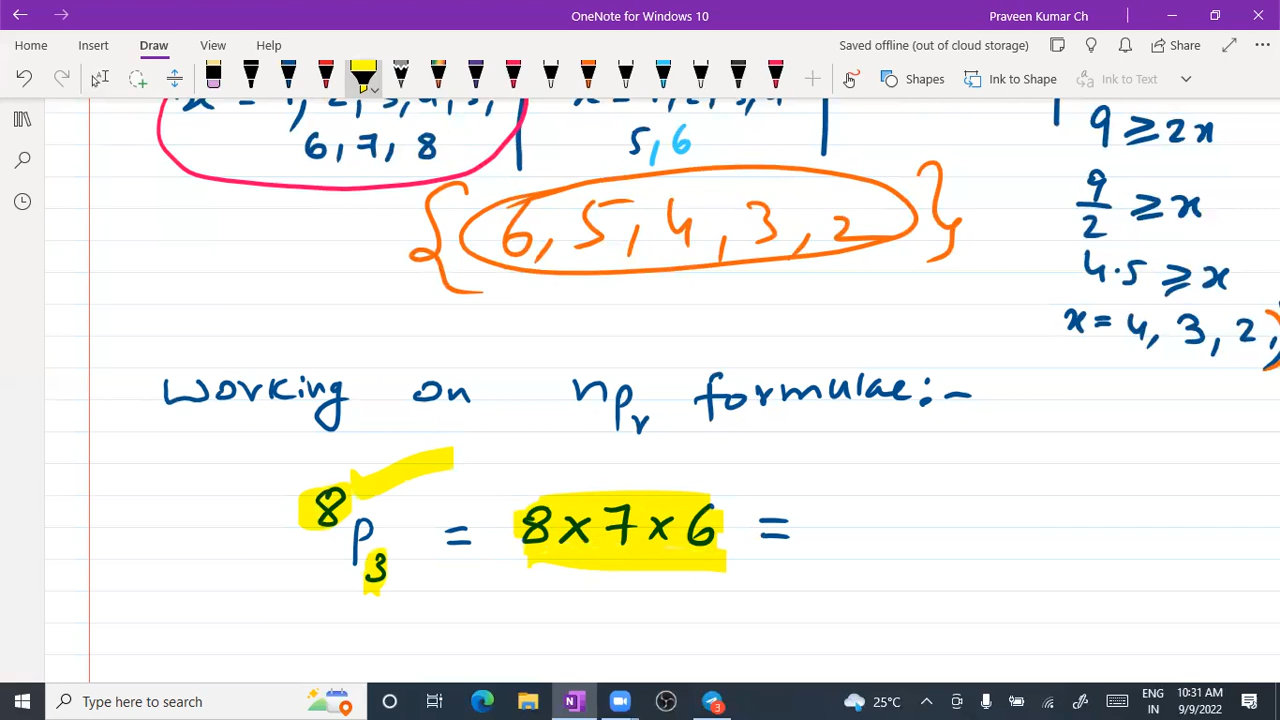 OneNote for Windows 10
Praveen Kumar Ch
Home Insert Draw View Help
Saved offline (out of cloud storage)
Share
Shapes
Ink to Shape
Ink to Text
6, 7, 8
5, 6
{6, 5, 4, 3, 2}
9 ⩾ 2x
9/2 ⩾ x
4.5 ⩾ x
x = 4, 3, 2,
Working on nPr formulae:-
8P3 = 8×7×6 =
Type here to search
3
25°C
ENG
IN
10:31 AM
9/9/2022